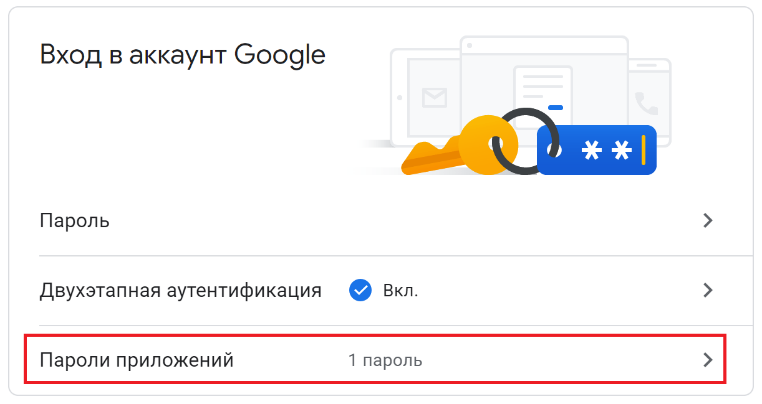 Вход в аккаунт Google
Пароль
Двухэтапная аутентификация Вкл.
Пароли приложений 1 пароль